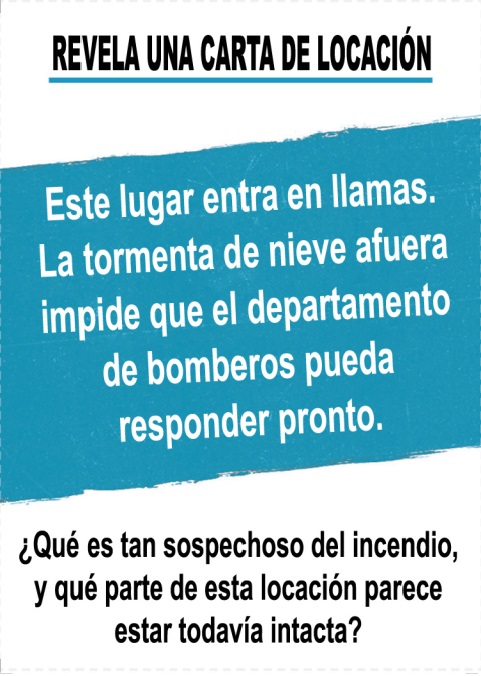 REVELA UNA CARTA DE LOCACIÓN
Este lugar entra en llamas.
La tormenta de nieve afuera
impide que el departamento
de bomberos pueda
responder pronto.
¿Qué es tan sospechoso del incendio,
y qué parte de esta locación parece
estar todavía intacta?